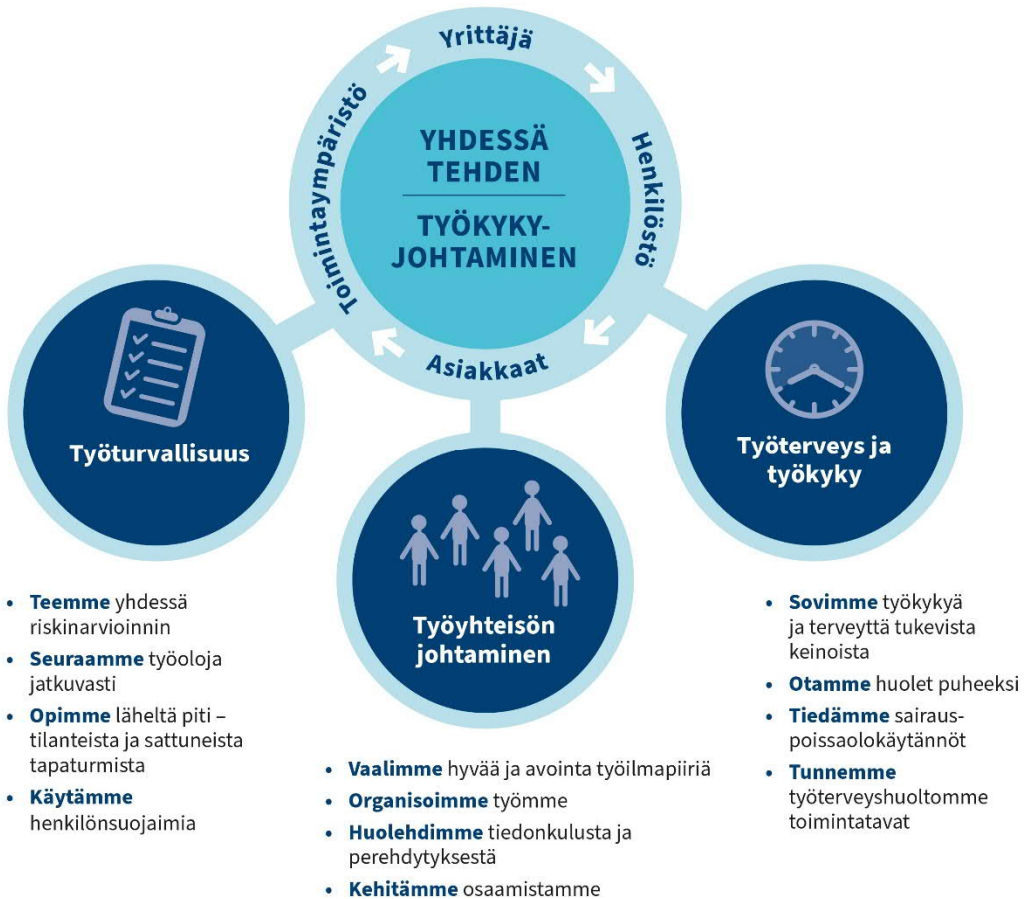 Yrittäjä
Henkilöstö
Asiakkaat
Toimintaympäristö
YHDESSÄ
TEHDEN
TYÖKYKY-
JOHTAMINEN
Työturvallisuus
• Teemme yhdessä
riskinarvioinnin
• Seuraamme työoloja
jatkuvasti
• Opimme läheltä piti –
tilanteista ja sattuneista
tapaturmista
• Käytämme
henkilönsuojaimia
Työyhteisön
johtaminen
• Vaalimme hyvää ja avointa työilmapiiriä
• Organisoimme työmme
• Huolehdimme tiedonkulusta ja
perehdytyksestä
• Kehitämme osaamistamme
Työterveys ja
työkyky
• Sovimme työkykyä
ja terveyttä tukevista
keinoista
• Otamme huolet puheeksi
• Tiedämme sairaus-
poissaolokäytännöt
• Tunnemme
työterveyshuoltomme
toimintatavat